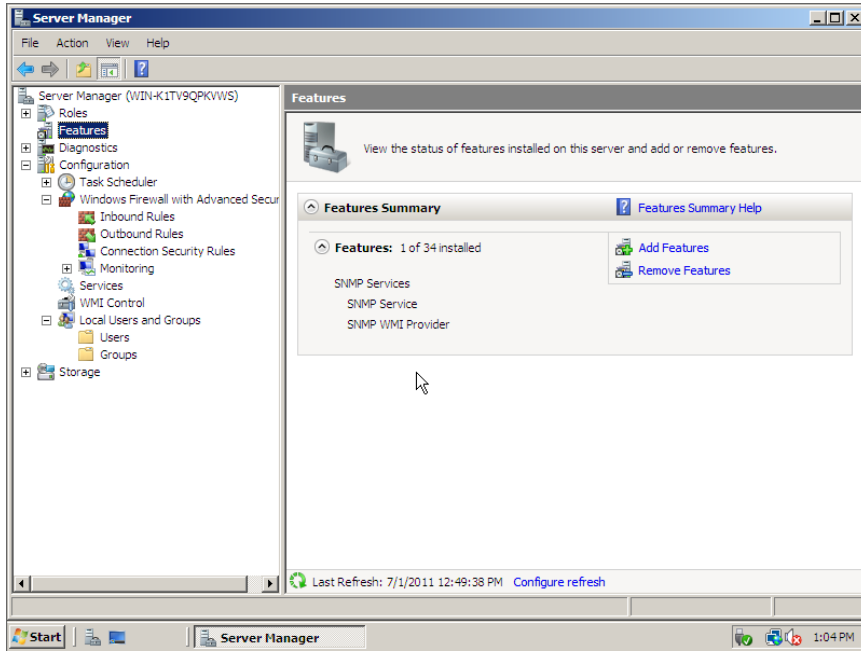 Server Manager
File Action View Help
Server Manager (WIN-K1TV9QPKVWS)
Roles
Features
Diagnostics
Configuration
Task Scheduler
Windows Firewall with Advanced Secur
Inbound Rules
Outbound Rules
Connection Security Rules
Monitoring
Services
WMI Control
Local Users and Groups
Users
Groups
Storage
Features
View the status of features installed on this server and add or remove features.
Features Summary
Features Summary Help
Features: 1 of 34 installed
Add Features
Remove Features
SNMP Services
SNMP Service
SNMP WMI Provider
Last Refresh: 7/1/2011 12:49:38 PM Configure refresh
Start
Server Manager
1:04 PM